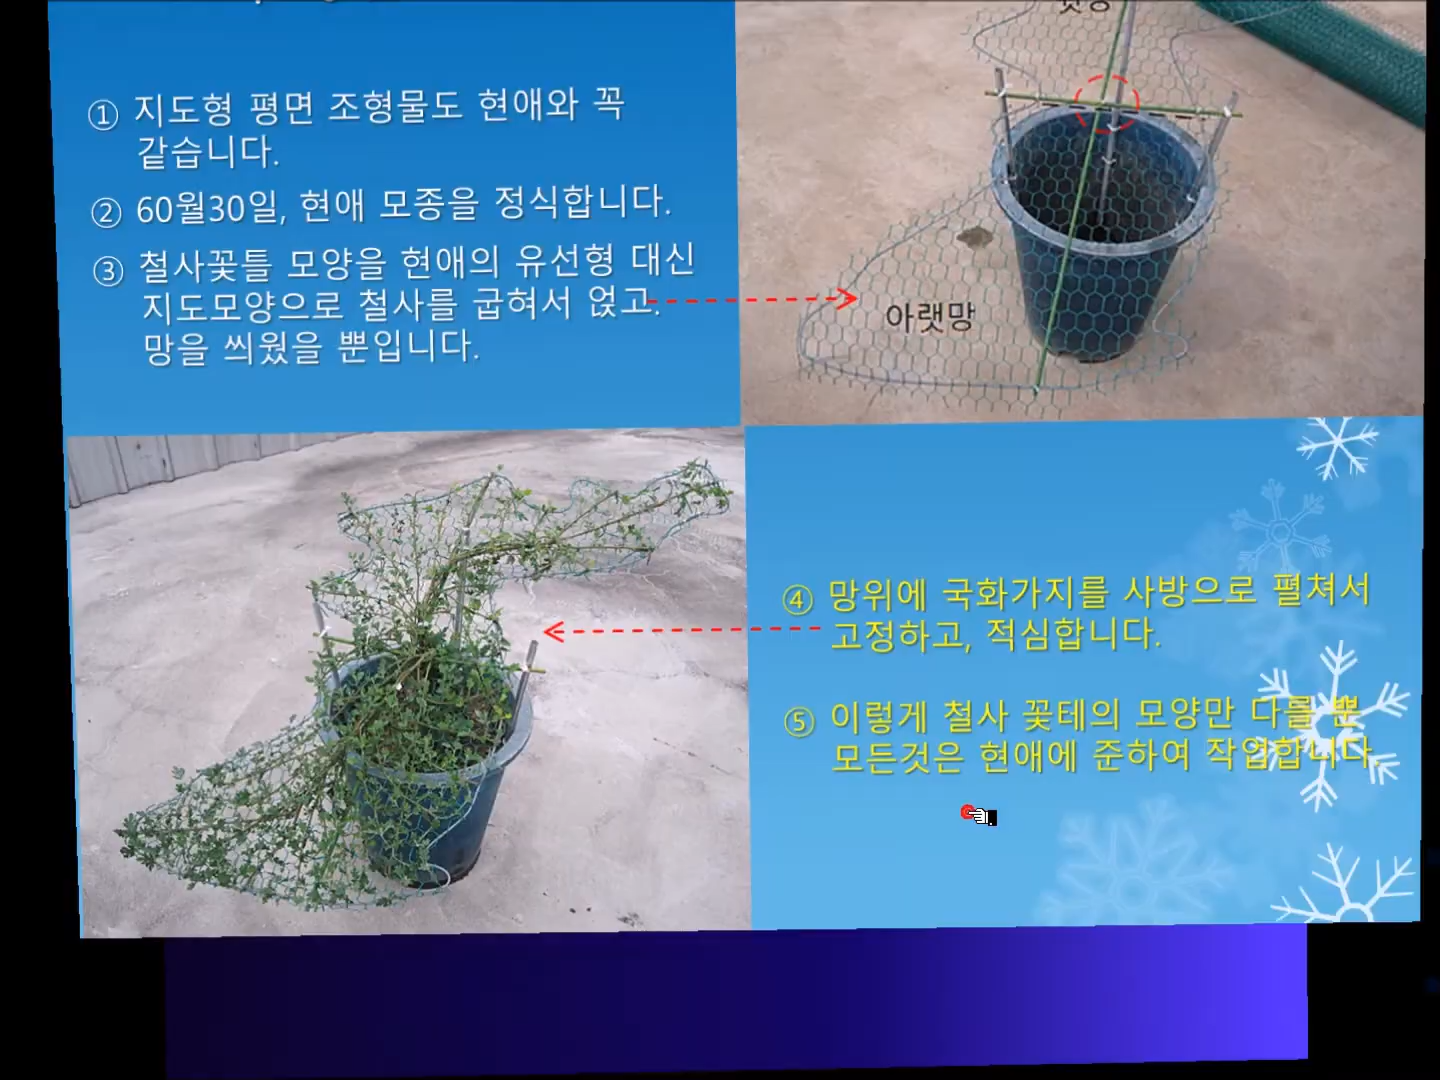 ① 지도형 평면 조형물도 현애와 꼭
같습니다.
② 60월30일, 현애 모종을 정식합니다.
③ 철사꽃틀 모양을 현애의 유선형 대신
지도모양으로 철사를 굽혀서 얹고.
망을 씌웠을 뿐입니다.
아랫망
④ 망위에 국화가지를 사방으로 펼쳐서
고정하고, 적심합니다.
⑤ 이렇게 철사 꽃테의 모양만 다를 뿐
모든것은 현애에 준하여 작업합니다.